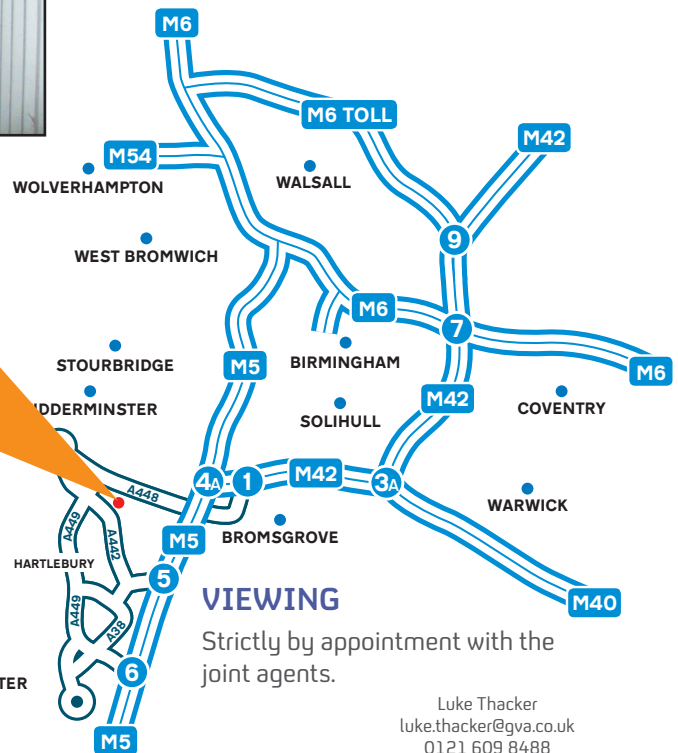 M6
M6 TOLL
M54
M42
WOLVERHAMPTON
WALSALL
9
WEST BROMWICH
M6
7
STOURBRIDGE
M5
BIRMINGHAM
M6
DDERMINSTER
M42
COVENTRY
SOLIHULL
A448
4A
1
M42
3A
WARWICK
A449
A442
M5
BROMSGROVE
HARTLEBURY
5
A449
A38
M40
6
TER
M5
VIEWING
Strictly by appointment with the
joint agents.
Luke Thacker
luke.thacker@gva.co.uk
0121 609 8488